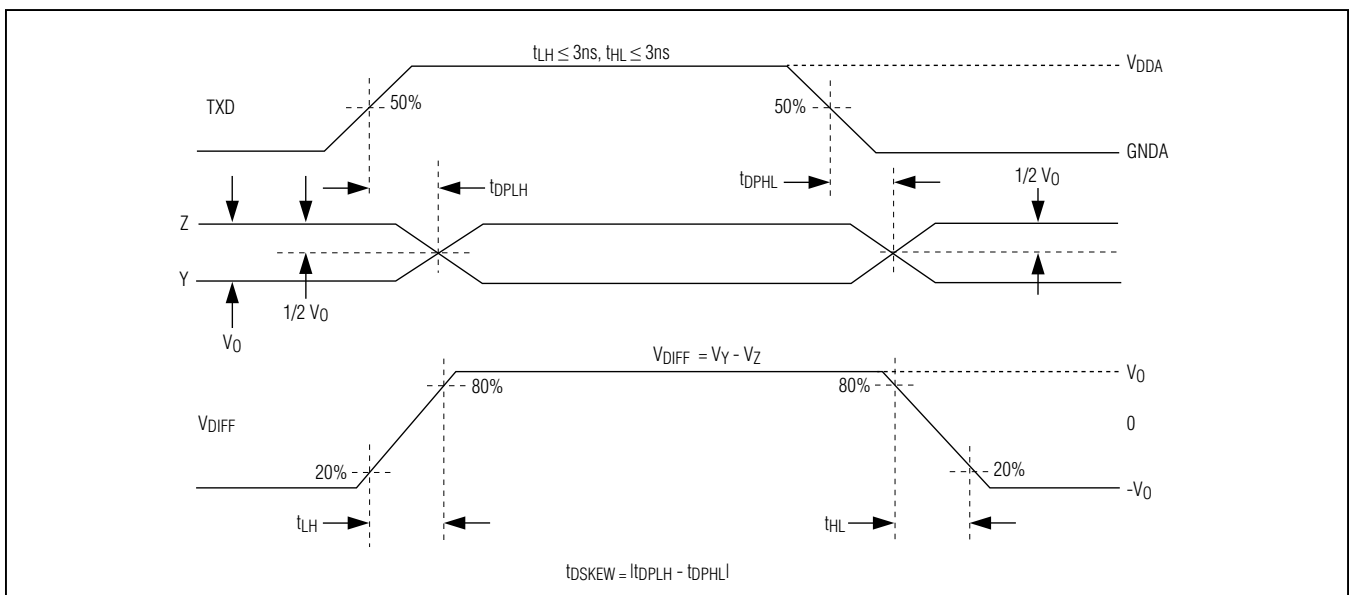 tLH ≤ 3ns, tHL ≤ 3ns
VDDA
TXD
50%
50%
GNDA
tDPLH
tDPHL
1/2 VO
Z
Y
1/2 VO
VO
VDIFF = VY - VZ
VO
80%
80%
VDIFF
0
20%
20%
-VO
tLH
tHL
tDSKEW = |tDPLH - tDPHL|